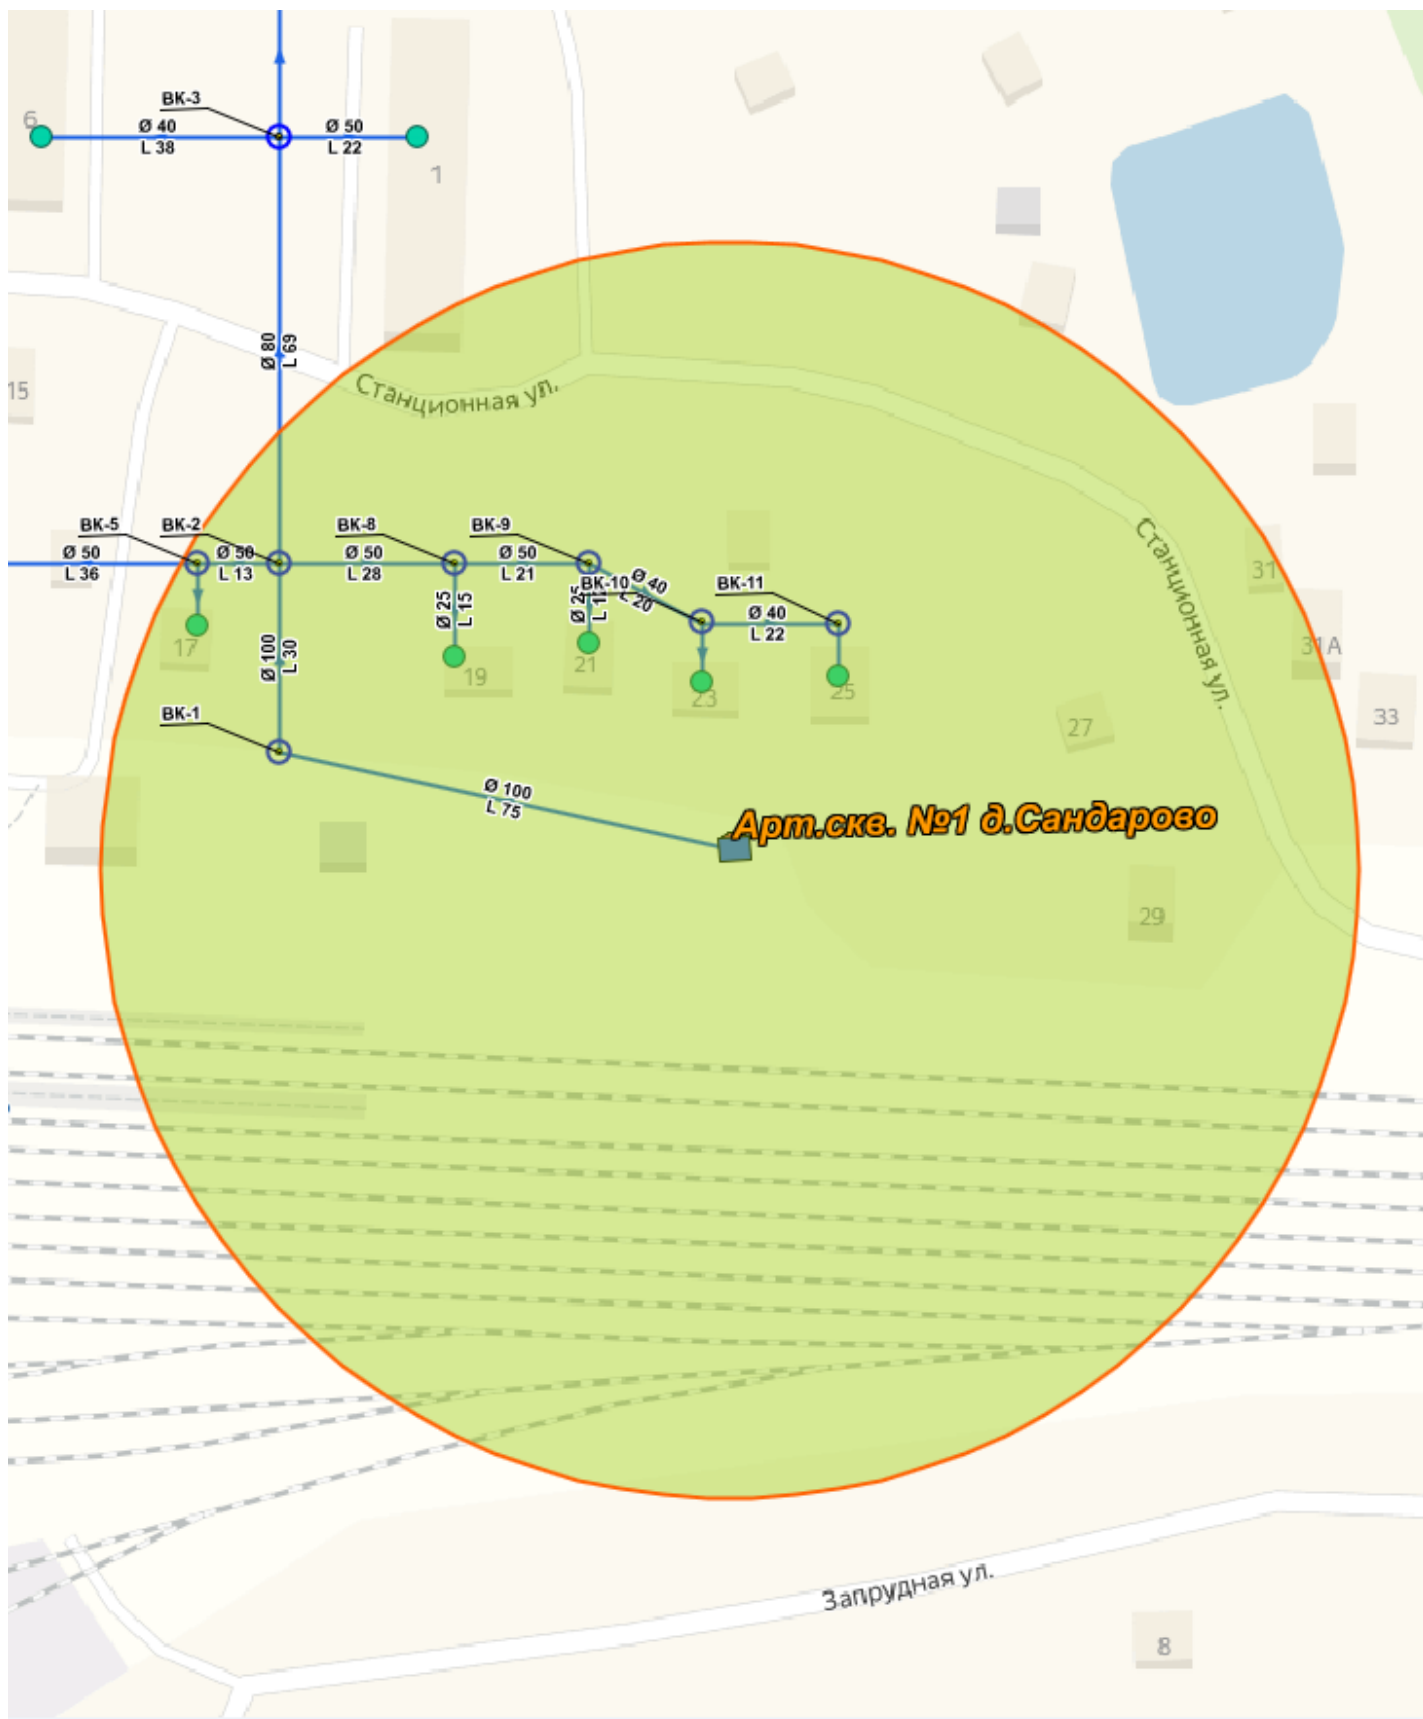 ВК-3
6
Ø 40
L 38
Ø 50
L 22
1
Ø 80
L 69
15
Станционная ул.
ВК-5
ВК-2
ВК-8
ВК-9
Ø 50
L 36
Ø 50
L 13
Ø 50
L 28
Ø 50
L 21
Станционная ул.
31
Ø 25
L 15
Ø 25
ВК-10
Ø 40
L 20
ВК-11
Ø 40
L 22
17
Ø 100
L 30
19
21
23
25
31А
33
27
ВК-1
Ø 100
L 75
Арт.скв. №1 д.Сандарово
29
Запрудная ул.
8